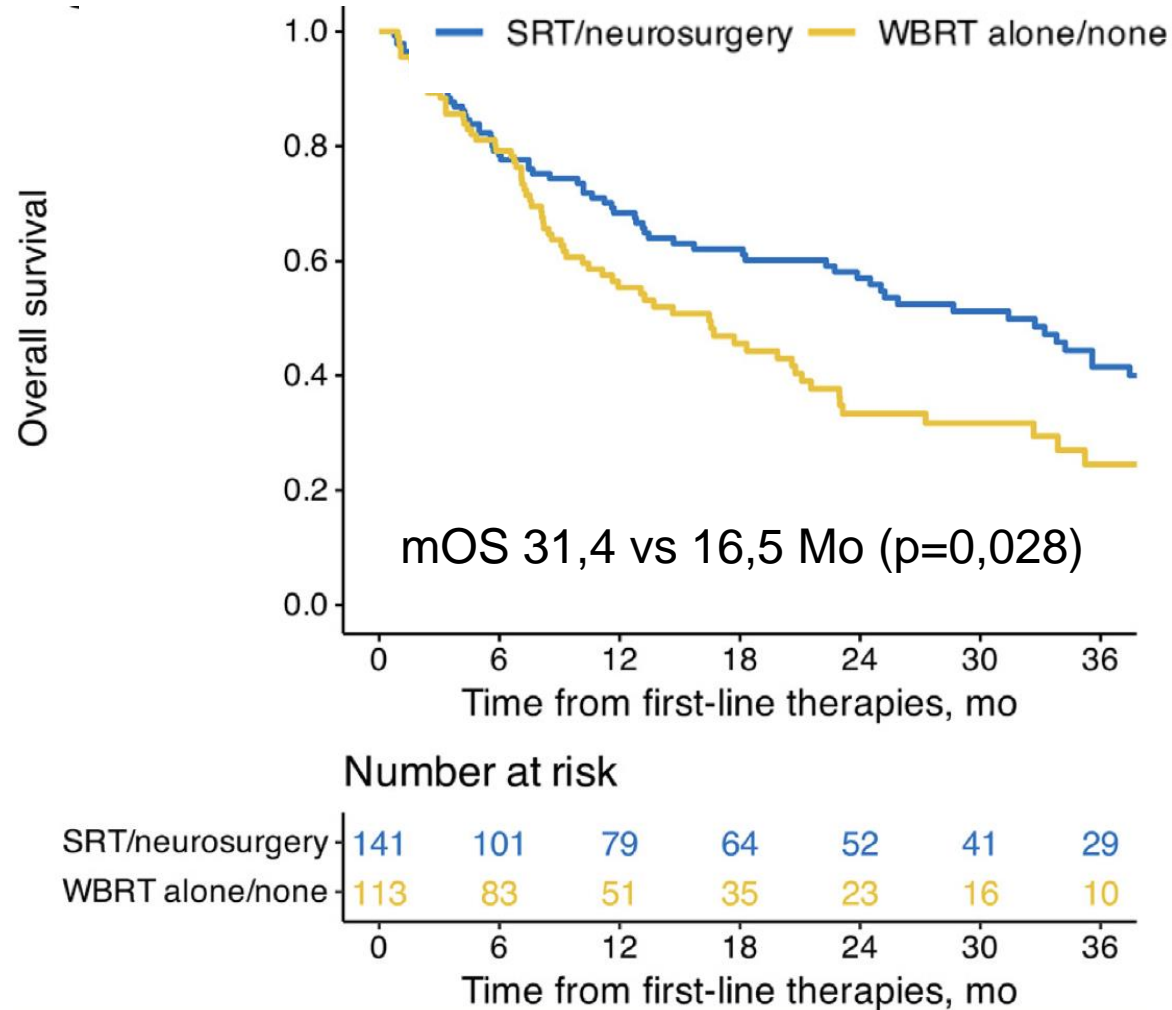 SRT/neurosurgery WBRT alone/none
Overall survival
1.0
0.8
0.6
0.4
0.2
0.0
mOS 31,4 vs 16,5 Mo (p=0,028)
0 6 12 18 24 30 36
Time from first-line therapies, mo
Number at risk
SRT/neurosurgery 141 101 79 64 52 41 29
WBRT alone/none 113 83 51 35 23 16 10
0 6 12 18 24 30 36
Time from first-line therapies, mo